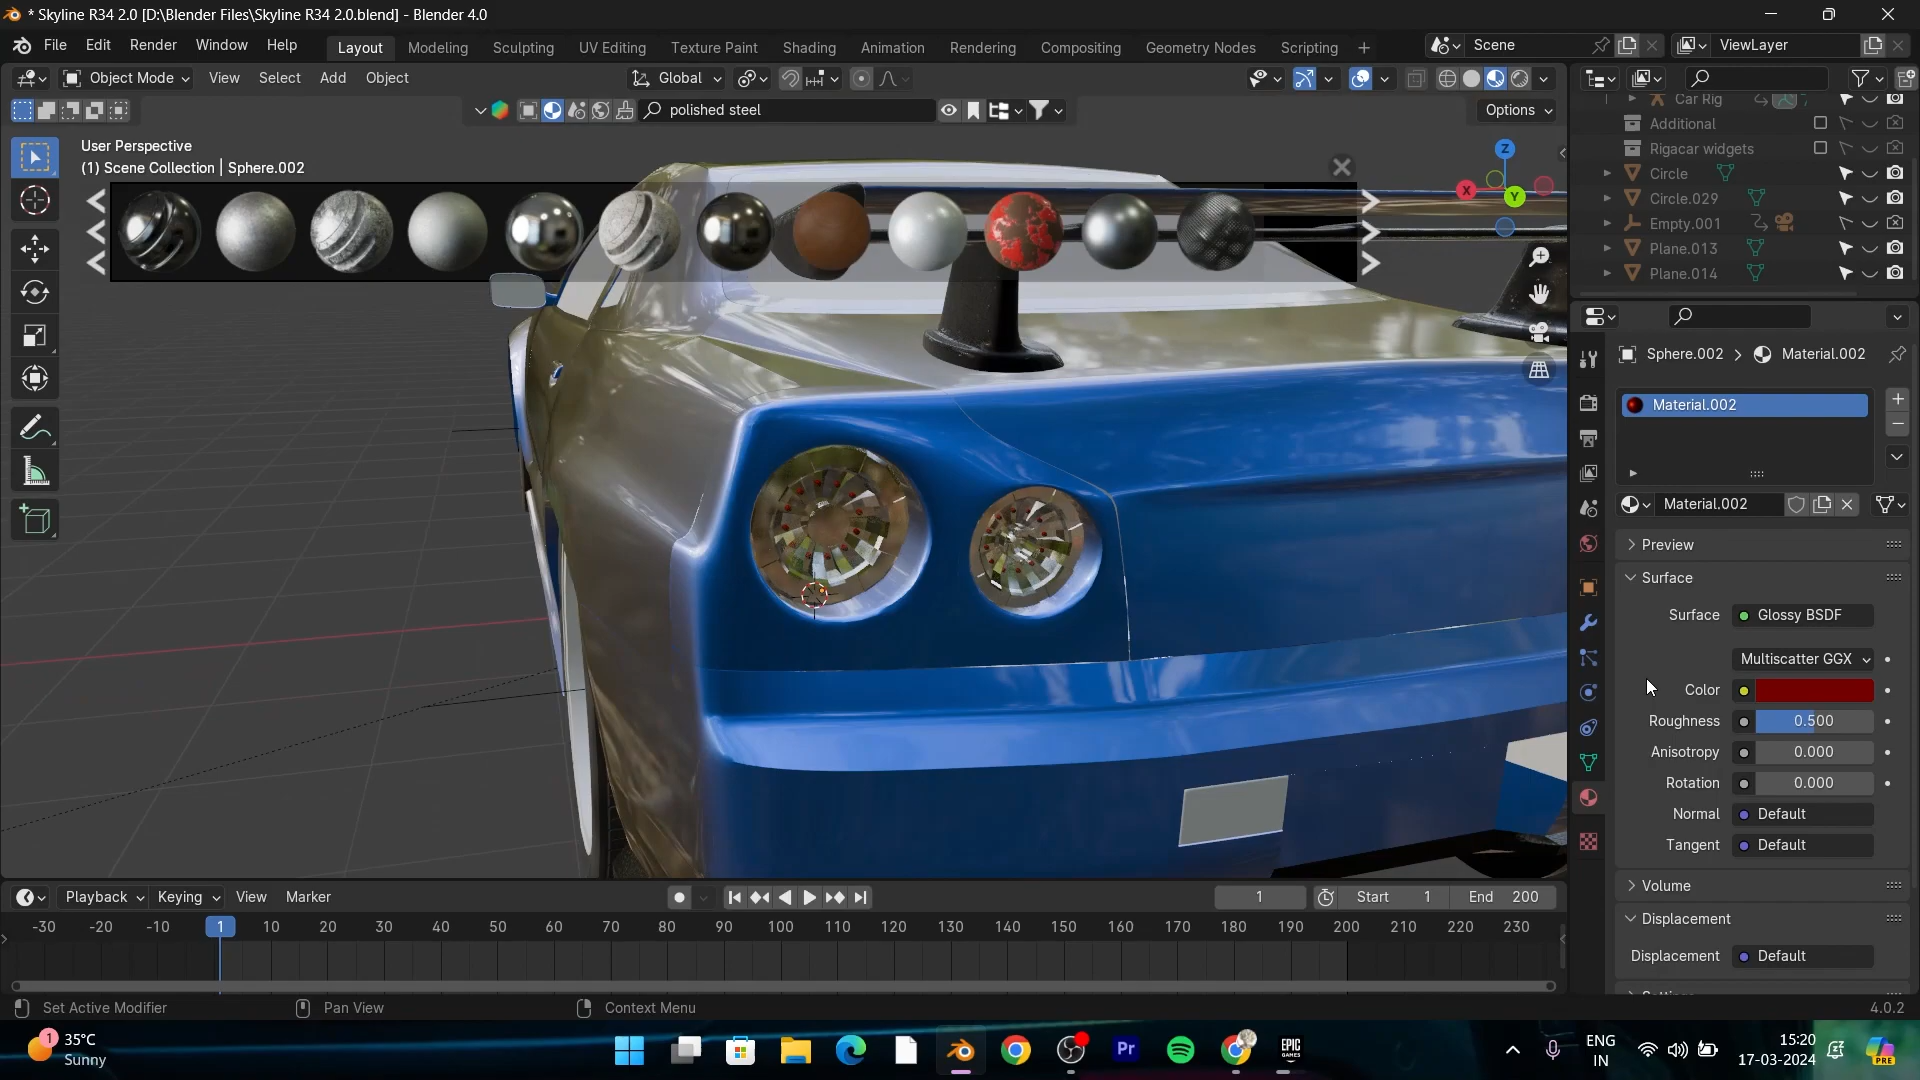 * Skyline R34 2.0 [D:\Blender Files\Skyline R34 2.0.blend] - Blender 4.0
File Edit Render Window Help
Layout Modeling Sculpting UV Editing Texture Paint Shading Animation Rendering Compositing Geometry Nodes Scripting +
Scene
ViewLayer
Object Mode View Select Add Object
Global
polished steel
Options
User Perspective
(1) Scene Collection | Sphere.002
Z
X
Y
Car Rig
Additional
Rigacar widgets
Circle
Circle.029
Empty.001
Plane.013
Plane.014
Sphere.002 > Material.002
Material.002
Material.002
Preview
Surface
Surface Glossy BSDF
Multiscatter GGX
Color
Roughness 0.500
Anisotropy 0.000
Rotation 0.000
Normal Default
Tangent Default
Volume
Displacement
Displacement Default
Playback Keying View Marker
1 Start 1 End 200
-30 -20 -10 1 10 20 30 40 50 60 70 80 90 100 110 120 130 140 150 160 170 180 190 200 210 220 230
Set Active Modifier Pan View Context Menu
4.0.2
1
35°C
Sunny
Pr
EPIC
GAMES
ENG
IN
15:20
17-03-2024
PRE